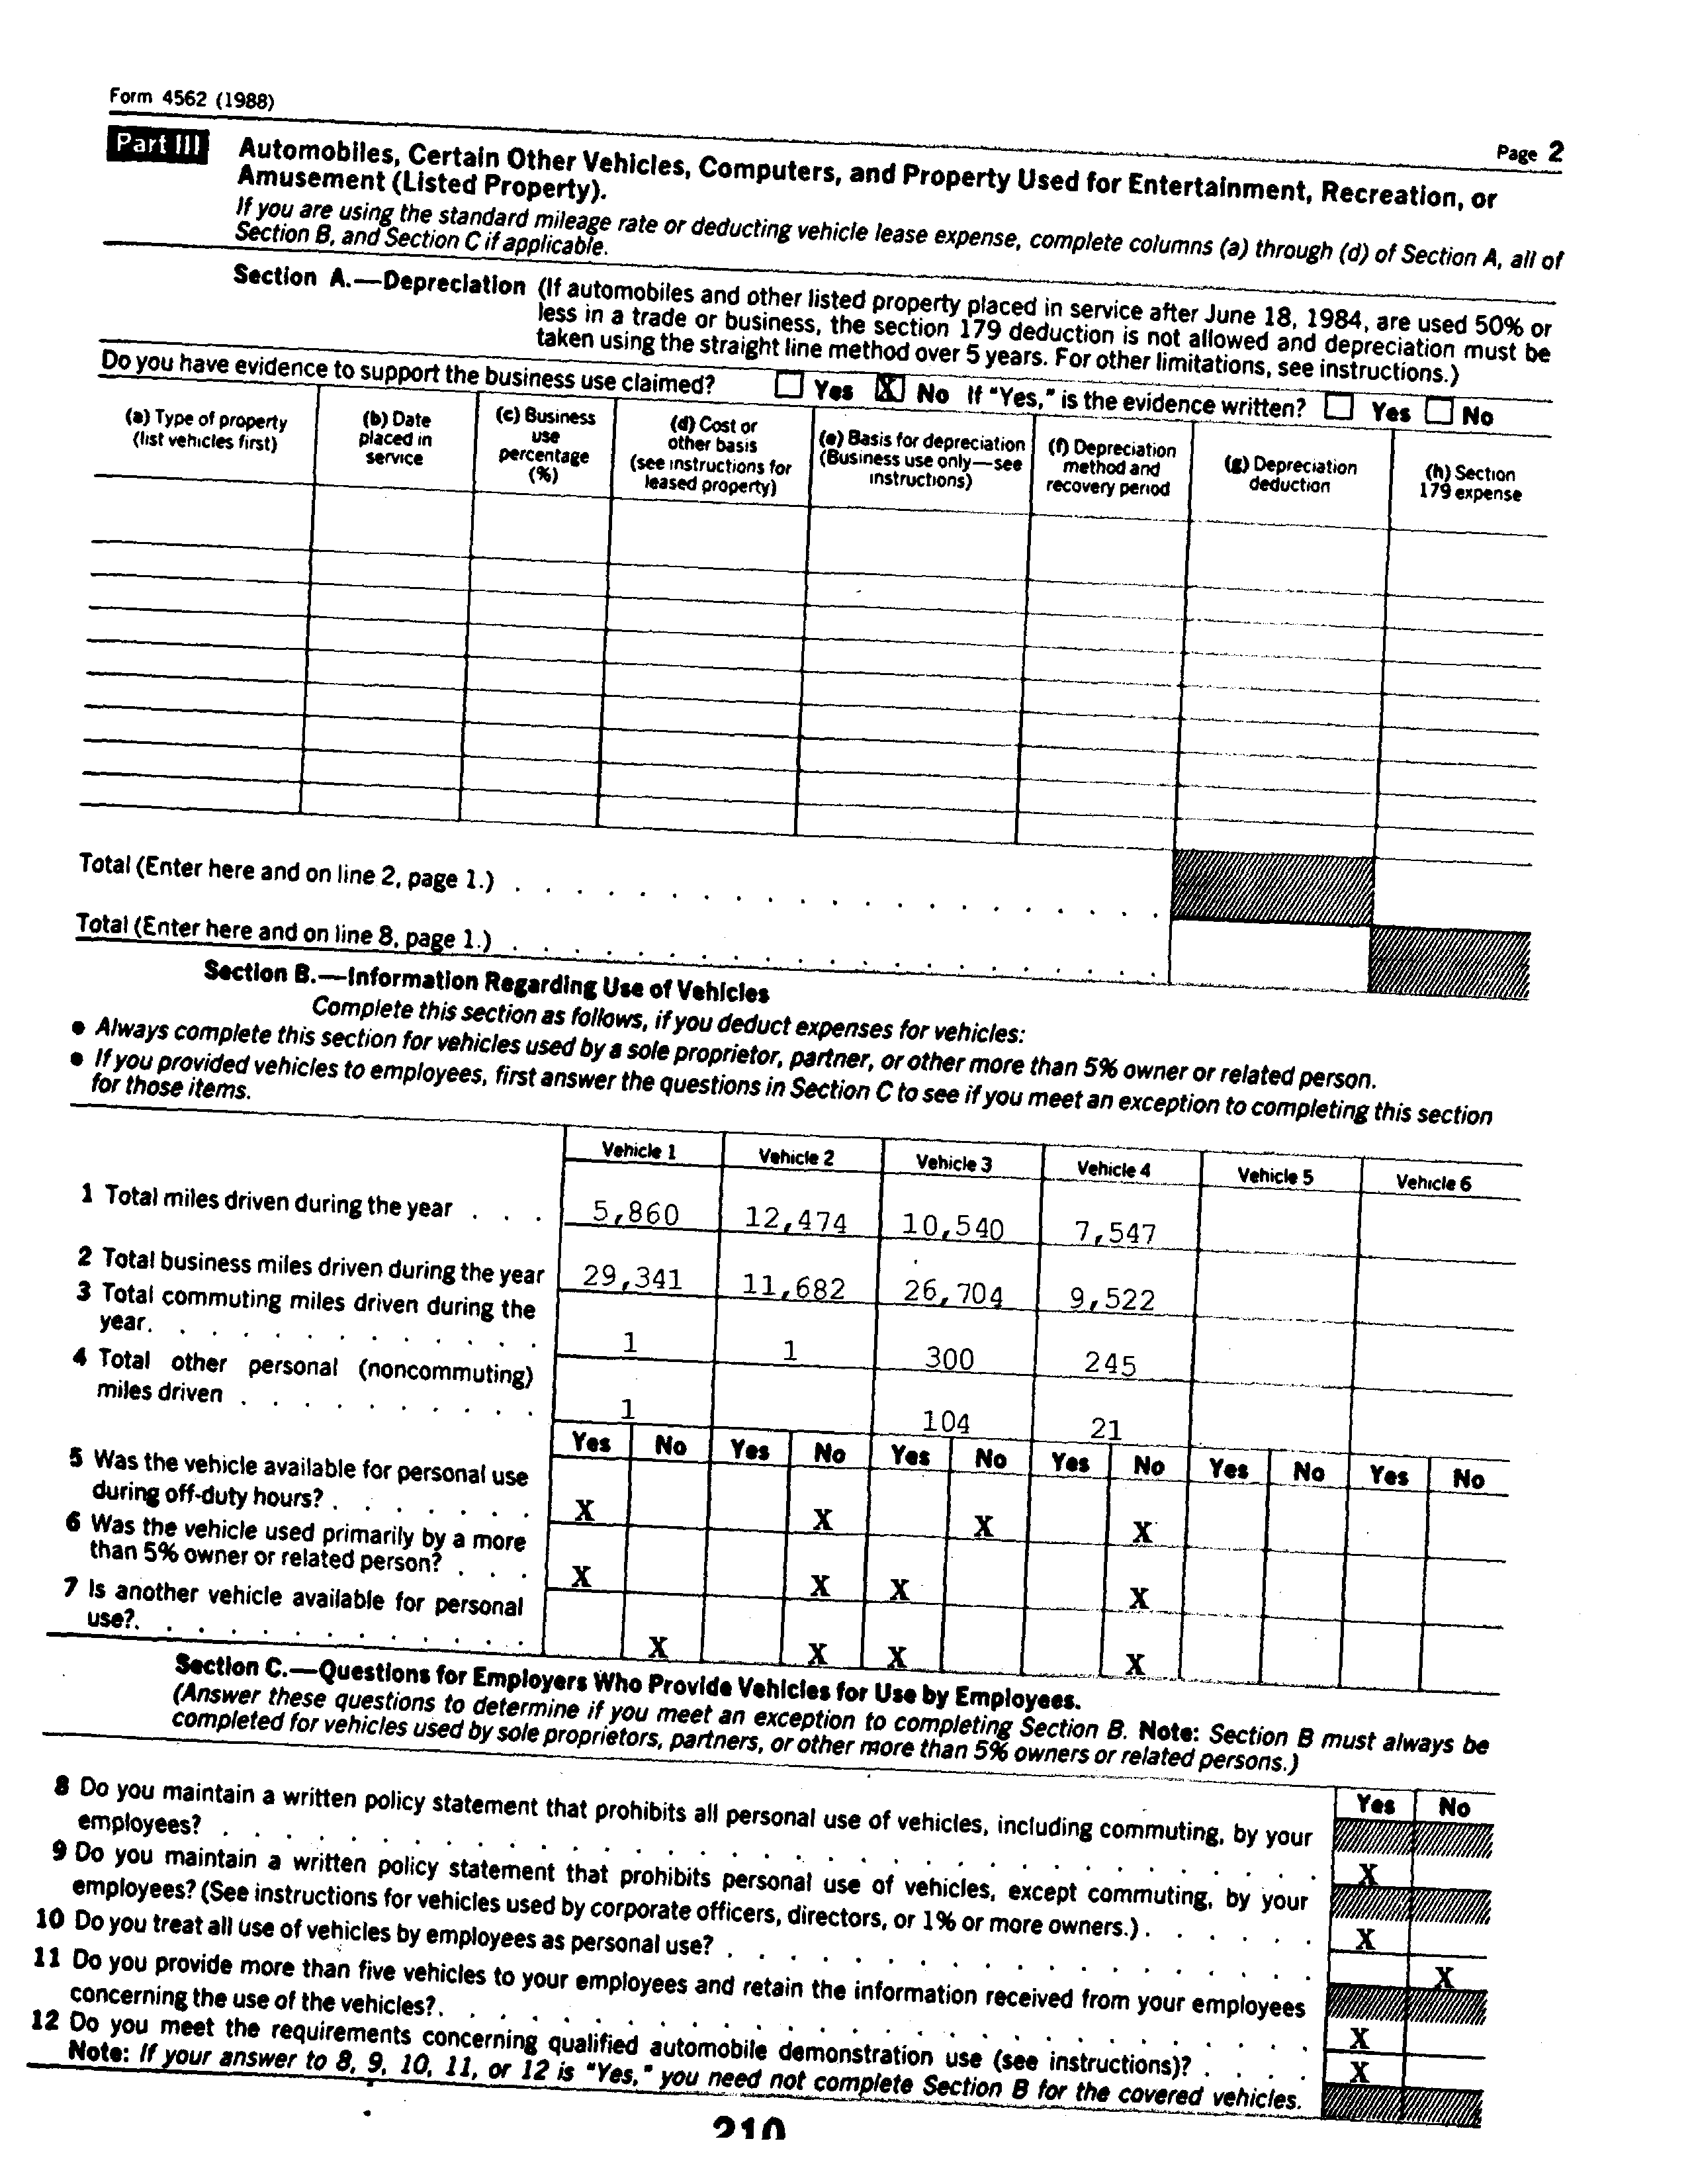 Form 4562 (1988)
Page 2
Part III Automobiles, Certain Other Vehicles, Computers, and Property Used for Entertainment, Recreation, or
Amusement (Listed Property).
If you are using the standard mileage rate or deducting vehicle lease expense, complete columns (a) through (d) of Section A, all of
Section B, and Section C if applicable.
Section A.—Depreciation (If automobiles and other listed property placed in service after June 18, 1984, are used 50% or
less in a trade or business, the section 179 deduction is not allowed and depreciation must be
taken using the straight line method over 5 years. For other limitations, see instructions.)
Do you have evidence to support the business use claimed? Yes X No If "Yes," is the evidence written? Yes No
(a) Type of property
(list vehicles first)
(b) Date
placed in
service
(c) Business
use
percentage
(%)
(d) Cost or
other basis
(see instructions for
leased property)
(e) Basis for depreciation
(Business use only—see
instructions)
(f) Depreciation
method and
recovery period
(g) Depreciation
deduction
(h) Section
179 expense
Total (Enter here and on line 2, page 1.) . . . . . . . . . . . . . . . . . . . . .
Total (Enter here and on line 8, page 1.) . . . . . . . . . . . . . . . . . . . . .
Section B.—Information Regarding Use of Vehicles
Complete this section as follows, if you deduct expenses for vehicles:
● Always complete this section for vehicles used by a sole proprietor, partner, or other more than 5% owner or related person.
● If you provided vehicles to employees, first answer the questions in Section C to see if you meet an exception to completing this section
for those items.
Vehicle 1 Vehicle 2 Vehicle 3 Vehicle 4 Vehicle 5 Vehicle 6
1 Total miles driven during the year . . . 5,860 12,474 10,540 7,547
2 Total business miles driven during the year 29,341 11,682 26,704 9,522
3 Total commuting miles driven during the
year. . . . . . . . . . . . . 1 1 300 245
4 Total other personal (noncommuting)
miles driven . . . . . . . . . . 1 104 21
Yes No Yes No Yes No Yes No Yes No Yes No
5 Was the vehicle available for personal use
during off-duty hours? . . . . . . . X X X X
6 Was the vehicle used primarily by a more
than 5% owner or related person? . . . X X X X
7 Is another vehicle available for personal
use?. . . . . . . . . . . . . X X X X
Section C.—Questions for Employers Who Provide Vehicles for Use by Employees.
(Answer these questions to determine if you meet an exception to completing Section B. Note: Section B must always be
completed for vehicles used by sole proprietors, partners, or other more than 5% owners or related persons.)
Yes No
8 Do you maintain a written policy statement that prohibits all personal use of vehicles, including commuting, by your
employees? . . . . . . . . . . . . . . . . . . . . . . . . . . . . . . . . . . . X
9 Do you maintain a written policy statement that prohibits personal use of vehicles, except commuting, by your
employees? (See instructions for vehicles used by corporate officers, directors, or 1% or more owners.) . . . . . . X
10 Do you treat all use of vehicles by employees as personal use? . . . . . . . . . . . . . . . . . . . X
11 Do you provide more than five vehicles to your employees and retain the information received from your employees
concerning the use of the vehicles?. . . . . . . . . . . . . . . . . . . . . . . . . . . . X
12 Do you meet the requirements concerning qualified automobile demonstration use (see instructions)? . . . . X
Note: If your answer to 8, 9, 10, 11, or 12 is "Yes," you need not complete Section B for the covered vehicles.
210